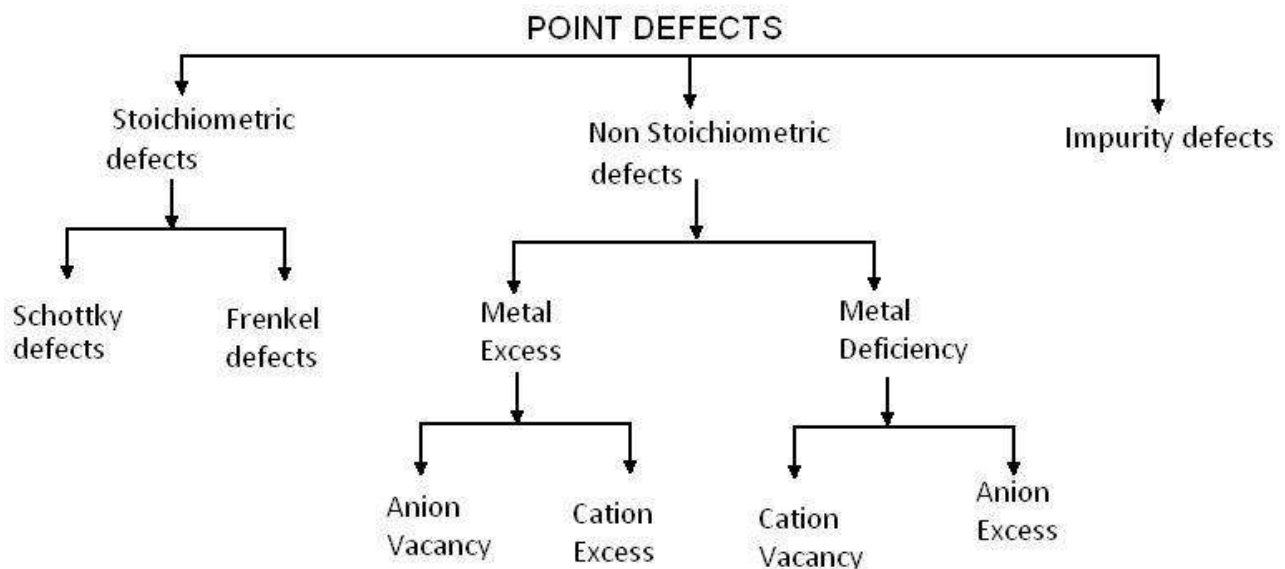 POINT DEFECTS
Stoichiometric
defects
Non Stoichiometric
defects
Impurity defects
Schottky
defects
Frenkel
defects
Metal
Excess
Metal
Deficiency
Anion
Vacancy
Cation
Excess
Cation
Vacancy
Anion
Excess